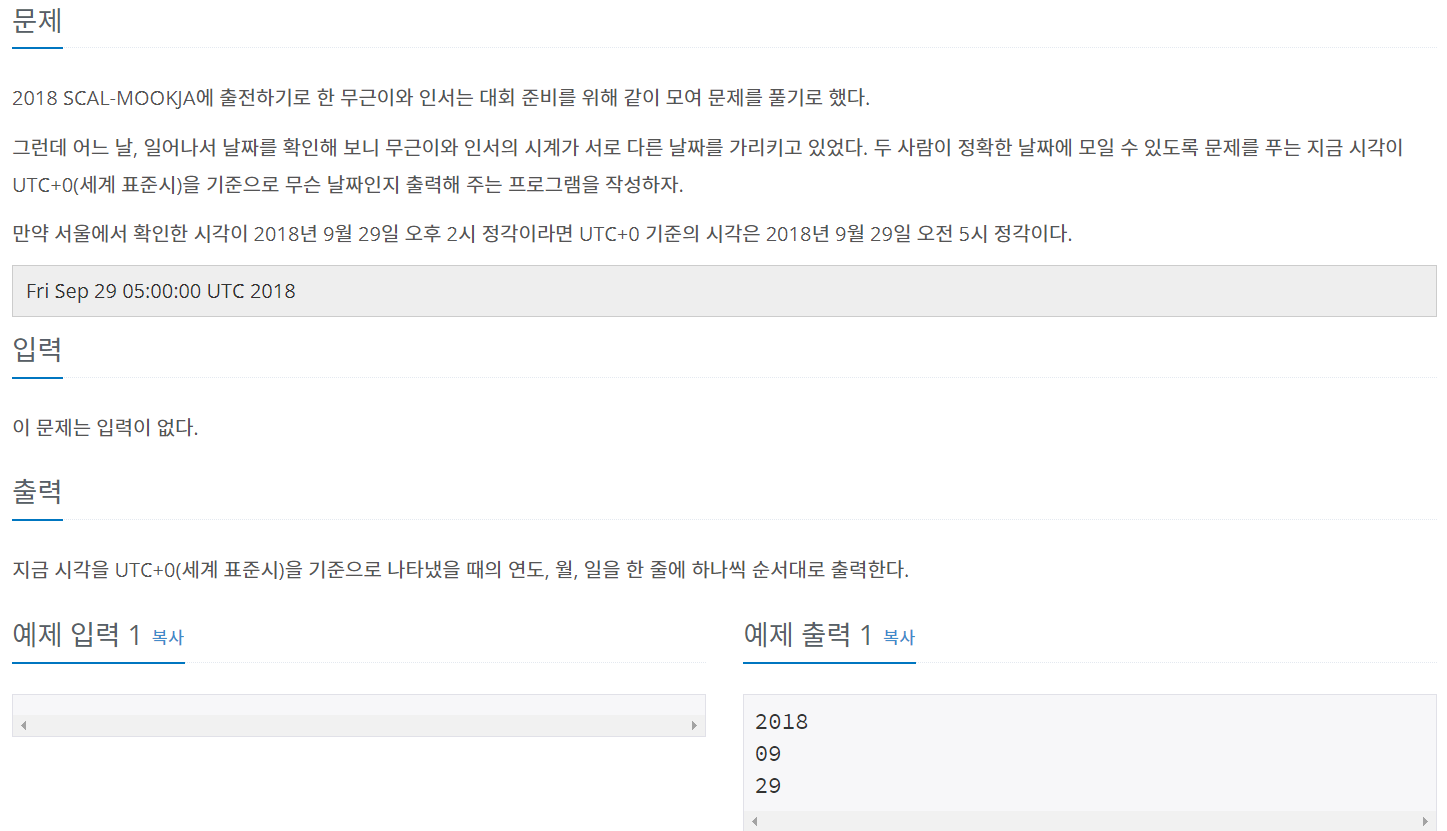 문제
2018 SCAL-MOOKJA에 출전하기로 한 무근이와 인서는 대회 준비를 위해 같이 모여 문제를 풀기로 했다.
그런데 어느 날, 일어나서 날짜를 확인해 보니 무근이와 인서의 시계가 서로 다른 날짜를 가리키고 있었다. 두 사람이 정확한 날짜에 모일 수 있도록 문제를 푸는 지금 시각이
UTC+0(세계 표준시)을 기준으로 무슨 날짜인지 출력해 주는 프로그램을 작성하자.
만약 서울에서 확인한 시각이 2018년 9월 29일 오후 2시 정각이라면 UTC+0 기준의 시각은 2018년 9월 29일 오전 5시 정각이다.
Fri Sep 29 05:00:00 UTC 2018
입력
이 문제는 입력이 없다.
출력
지금 시각을 UTC+0(세계 표준시)을 기준으로 나타냈을 때의 연도, 월, 일을 한 줄에 하나씩 순서대로 출력한다.
예제 입력 1 복사
예제 출력 1 복사
2018
09
29